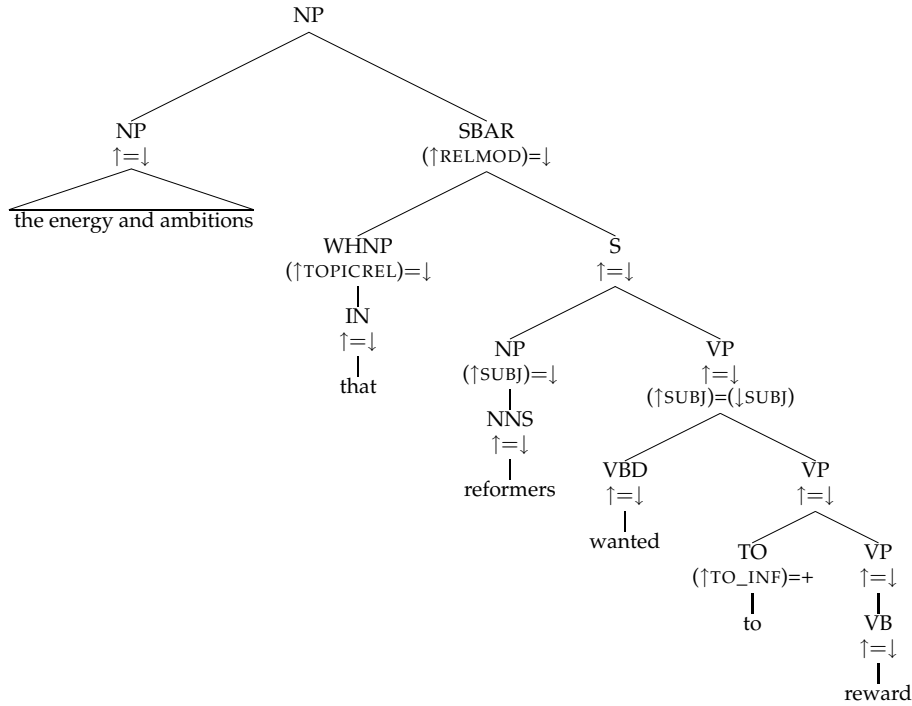 NP
NP SBAR
↑=↓ (↑RELMOD)=↓
the energy and ambitions
WHNP S
(↑TOPICREL)=↓ ↑=↓
IN
↑=↓ NP VP
that (↑SUBJ)=↓ ↑=↓
(↑SUBJ)=(↓SUBJ)
NNS
↑=↓
reformers VBD VP
↑=↓ ↑=↓
wanted
TO VP
(↑TO_INF)=+ ↑=↓
to VB
↑=↓
reward